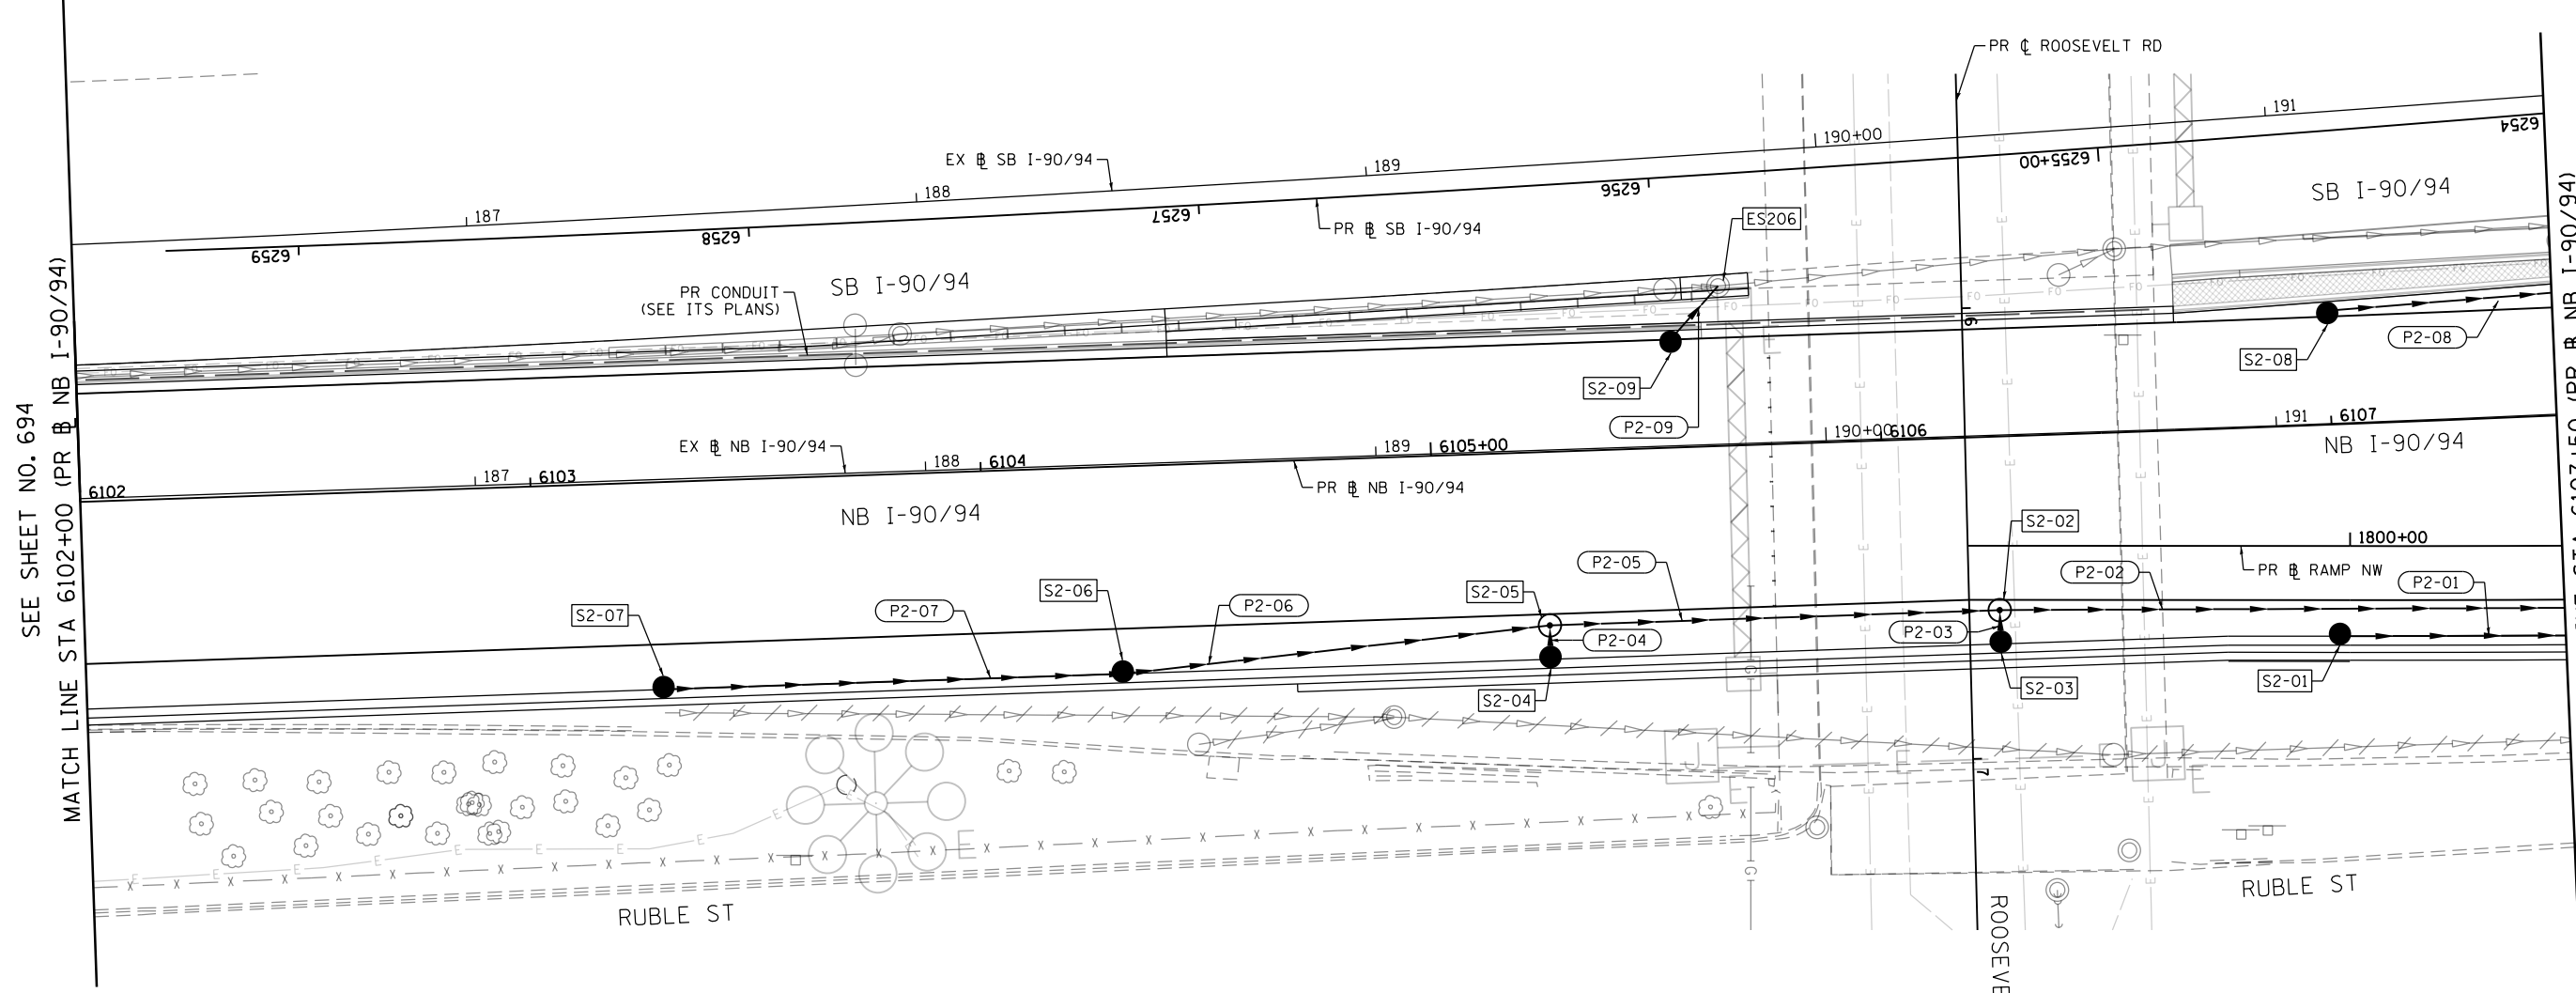 PR ℄ ROOSEVELT RD
191
190+00
6254
EX B̲L SB I-90/94
189
6255+00
188
6256
SB I-90/94
187
6257
ES206
6258
PR B̲L SB I-90/94
6259
SB I-90/94
PR CONDUIT
(SEE ITS PLANS)
6
P2-08
S2-08
S2-09
P2-09
191
6107
190+00
6106
NB I-90/94
EX B̲L NB I-90/94
189
6105+00
188
6104
187
6103
6102
PR B̲L NB I-90/94
NB I-90/94
S2-02
1800+00
PR B̲L RAMP NW
P2-05
P2-02
P2-01
S2-05
S2-06
P2-06
P2-07
S2-07
P2-04
P2-03
S2-04
S2-03
S2-01
7
RUBLE ST
RUBLE ST
ROOSEVE
SEE SHEET NO. 694
MATCH LINE STA 6102+00 (PR B̲L NB I-90/94)
STA 6107+50 (PR B̲L NB I-90/94)